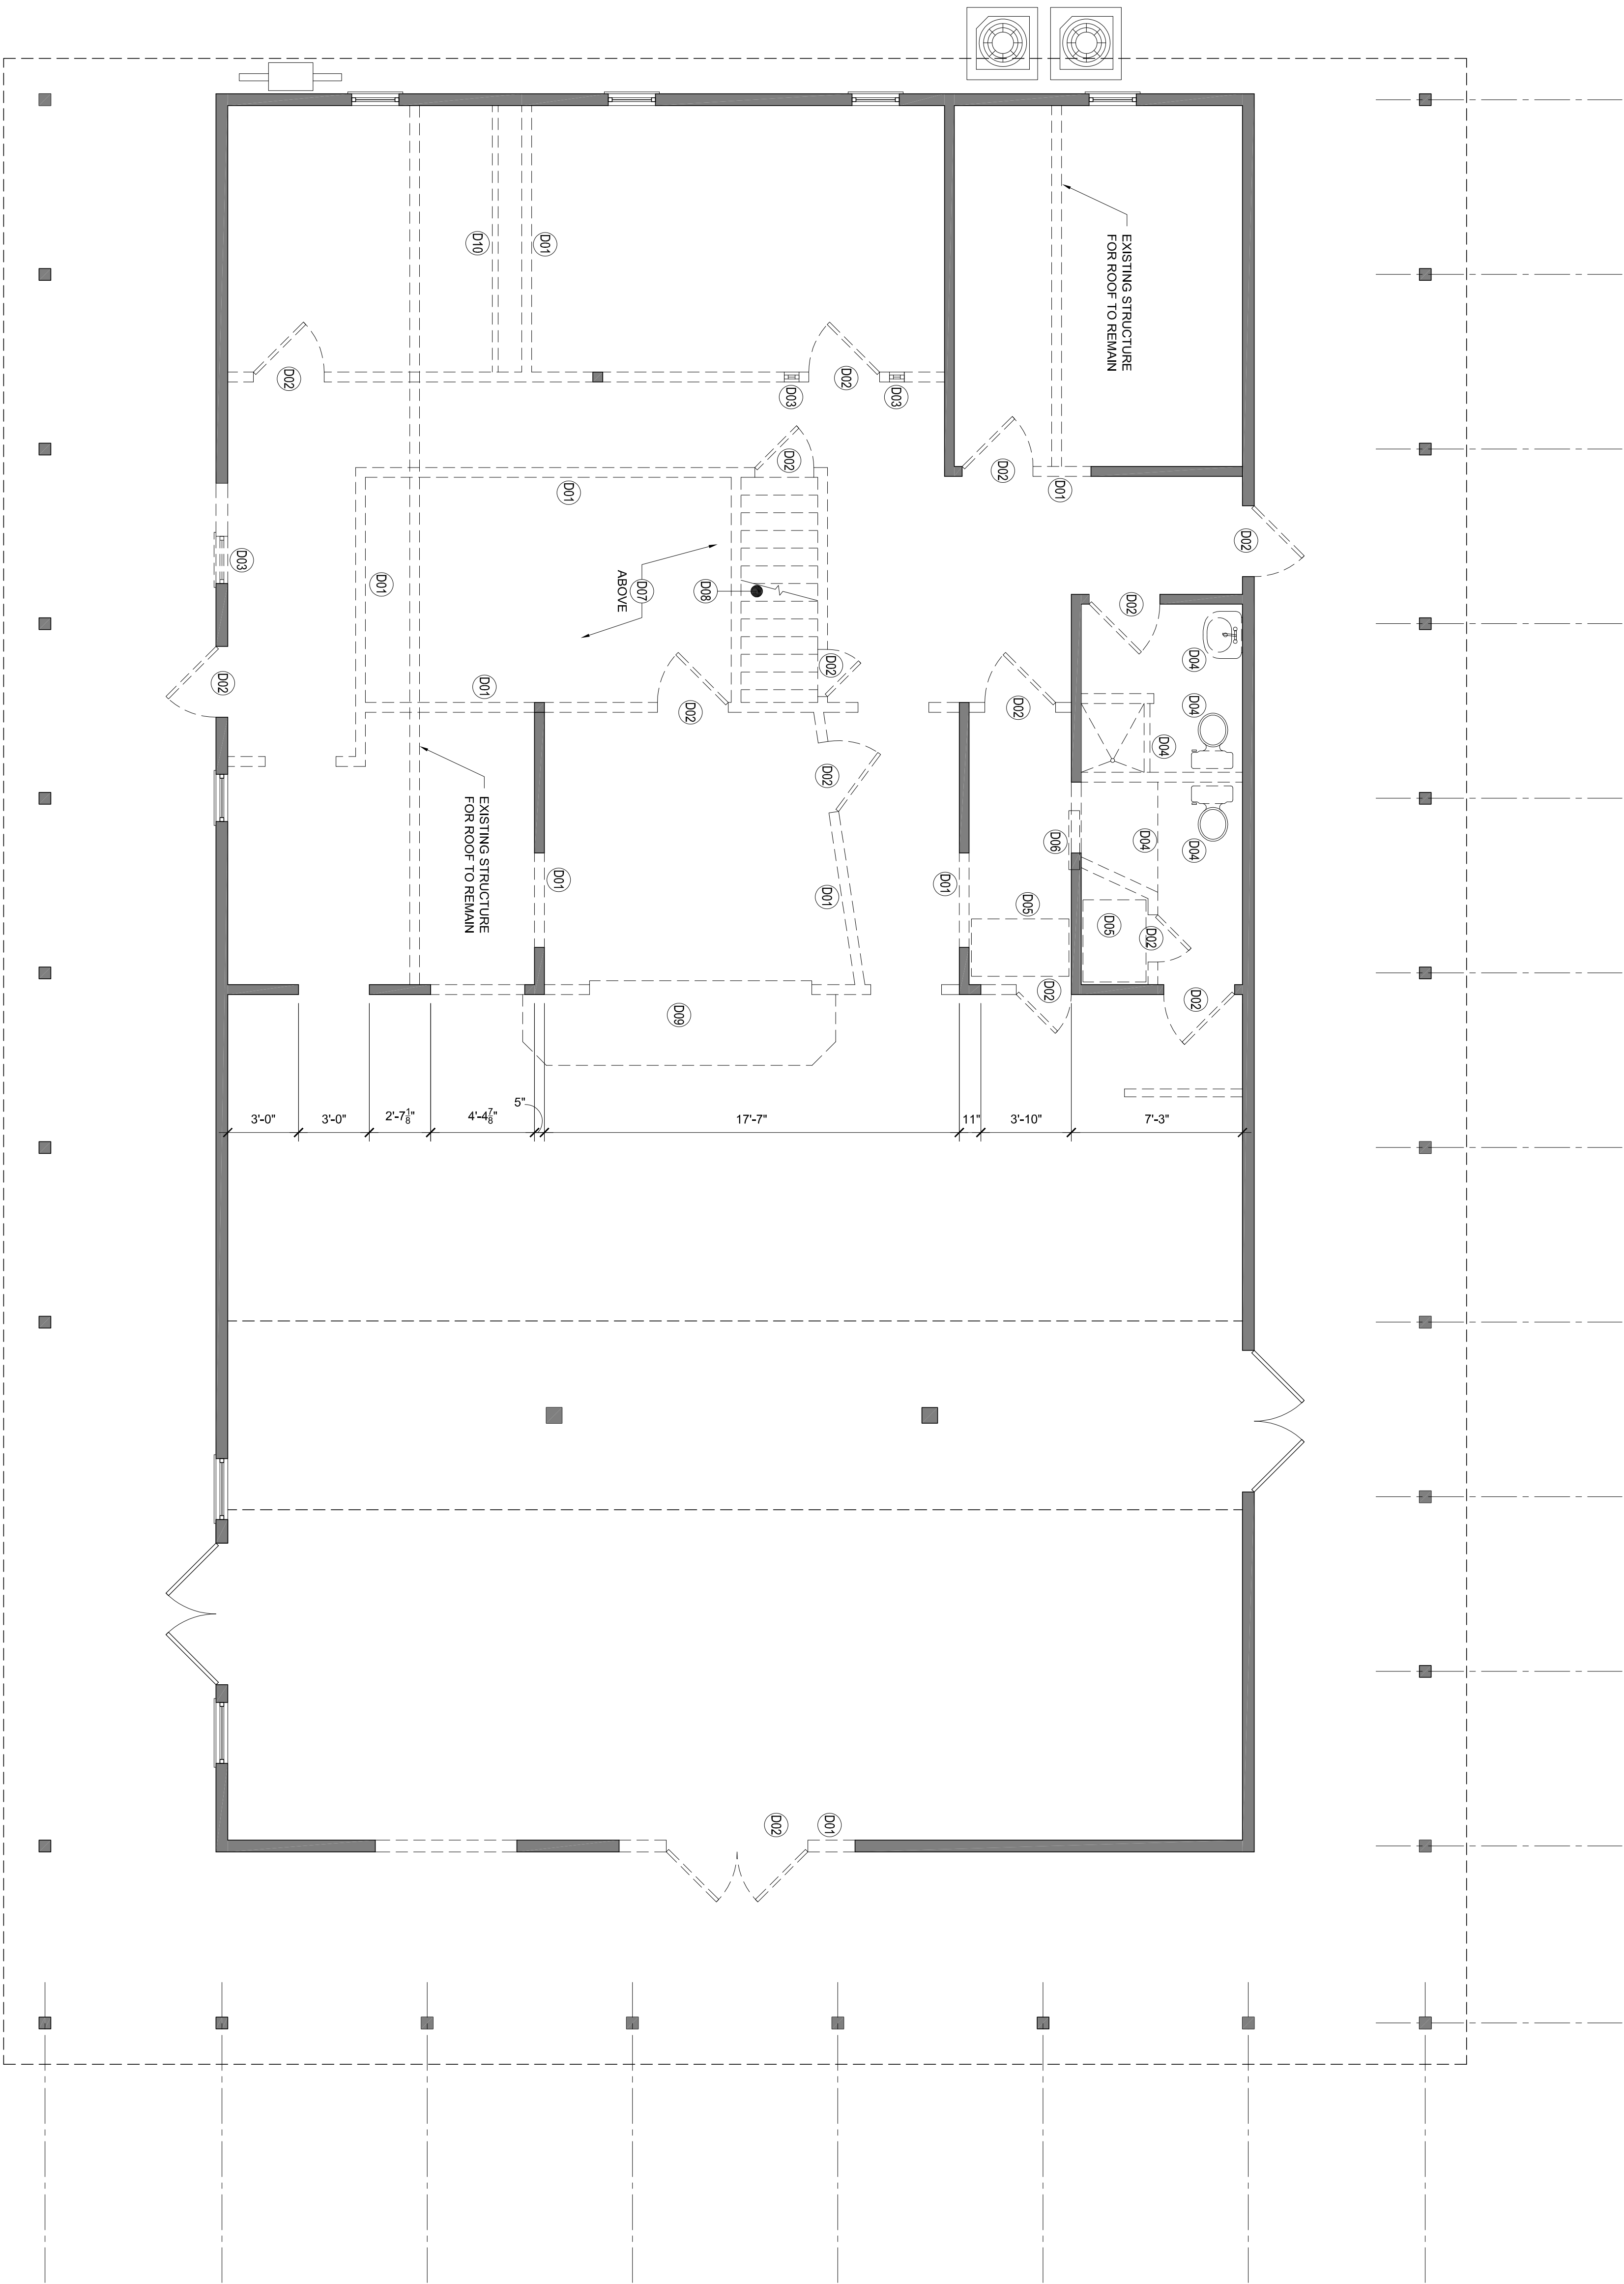 EXISTING STRUCTURE
FOR ROOF TO REMAIN
D10
D01
D02
D02
D03
D03
D02
D01
D02
D01
D02
D02
D03
D01
ABOVE
D07
D08
D02
D04
D04
D04
D02
D02
D01
D02
D02
D02
EXISTING STRUCTURE
FOR ROOF TO REMAIN
D06
D04
D04
D01
D01
D01
D05
D05
D02
D02
D02
D09
3'-0"
3'-0"
2'-7 1/8"
4'-4 7/8"
5"
17'-7"
11"
3'-10"
7'-3"
D02
D01